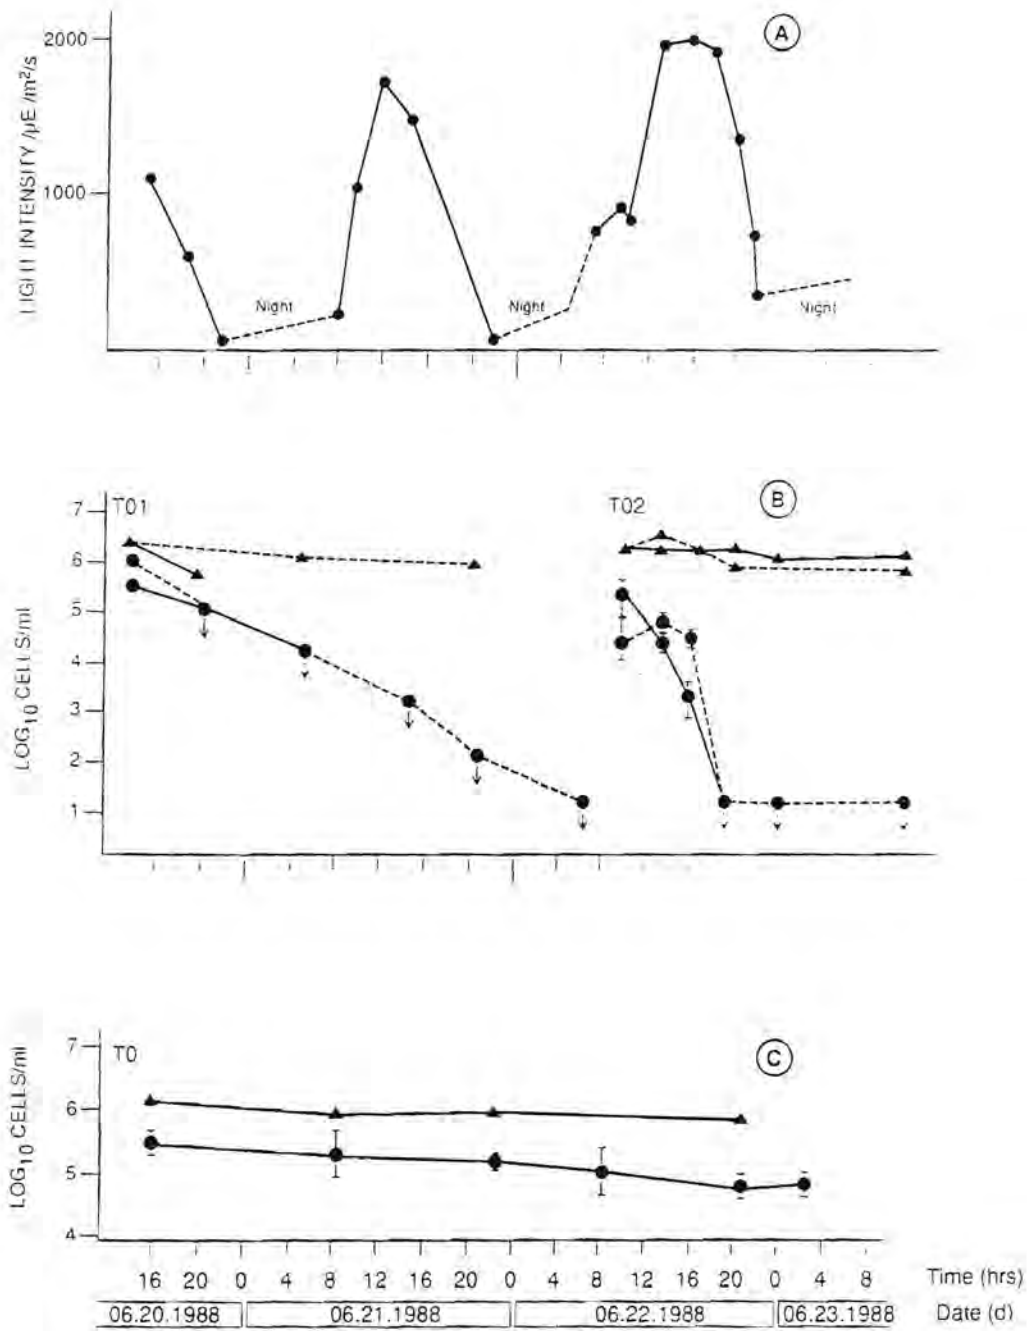 A
LIGHT INTENSITY /µE /m²/s
2000
1000
Night
Night
Night
B
T01
T02
LOG₁₀ CELLS/ml
7
6
5
4
3
2
1
C
T0
LOG₁₀ CELLS/ml
7
6
5
4
16 20 0 4 8 12 16 20 0 4 8 12 16 20 0 4 8 Time (hrs)
06.20.1988 06.21.1988 06.22.1988 06.23.1988 Date (d)